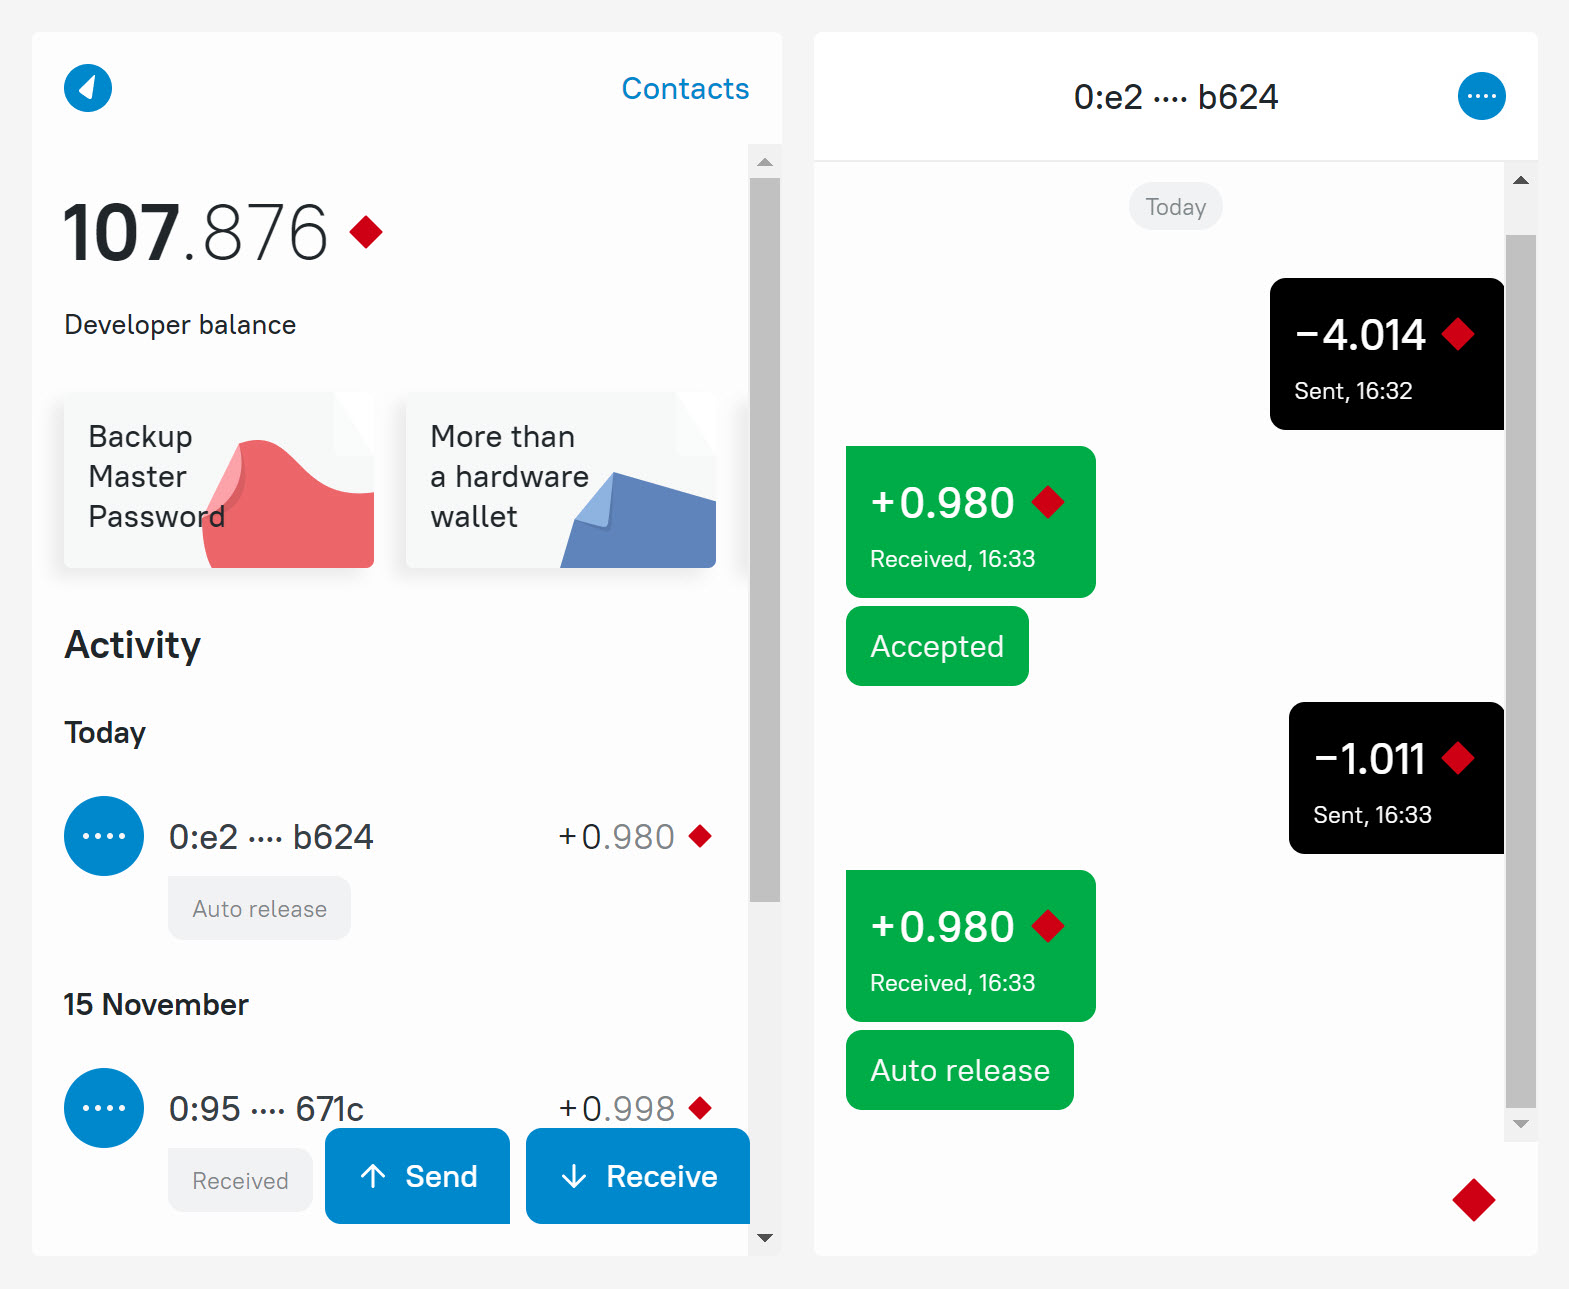 Contacts
107.876
Developer balance
Backup
Master
Password
More than
a hardware
wallet
Activity
Today
0:e2 ···· b624
+0.980
Auto release
15 November
0:95 ···· 671c
+0.998
Received
Send
Receive
0:e2 ···· b624
Today
−4.014
Sent, 16:32
+0.980
Received, 16:33
Accepted
−1.011
Sent, 16:33
+0.980
Received, 16:33
Auto release